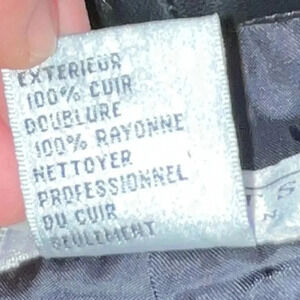 EXTERIEUR
100% CUIR
DOUBLURE
100% RAYONNE
NETTOYER
PROFESSIONNEL
DU CUIR
SEULEMENT